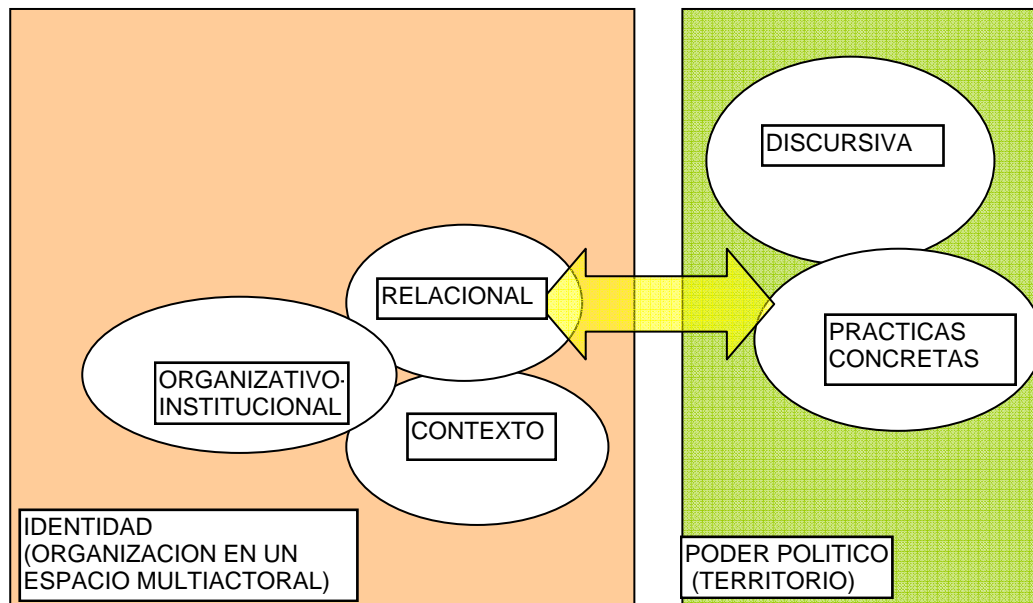 DISCURSIVA
RELACIONAL
PRACTICAS
CONCRETAS
ORGANIZATIVO-
INSTITUCIONAL
CONTEXTO
IDENTIDAD
(ORGANIZACION EN UN
ESPACIO MULTIACTORAL)
PODER POLITICO
(TERRITORIO)